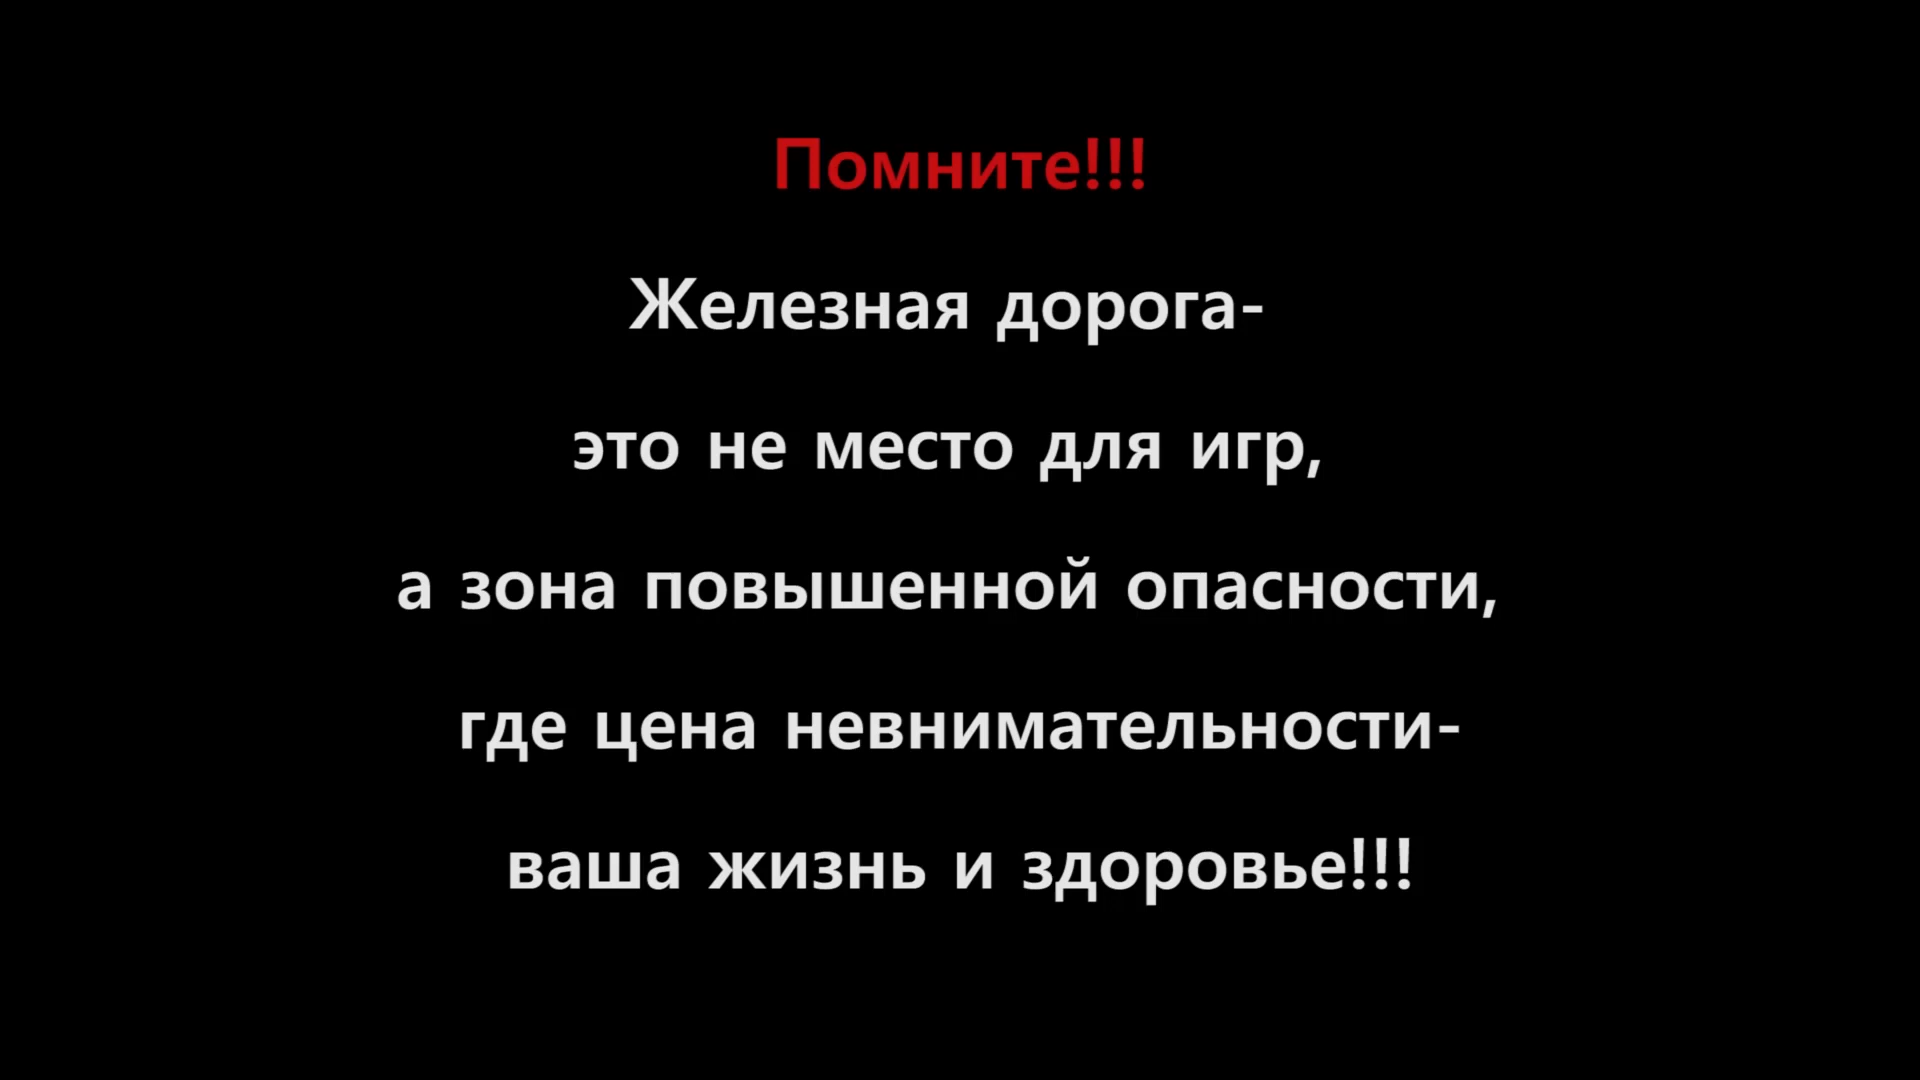 Помните!!!
Железная дорога-
это не место для игр,
а зона повышенной опасности,
где цена невнимательности-
ваша жизнь и здоровье!!!